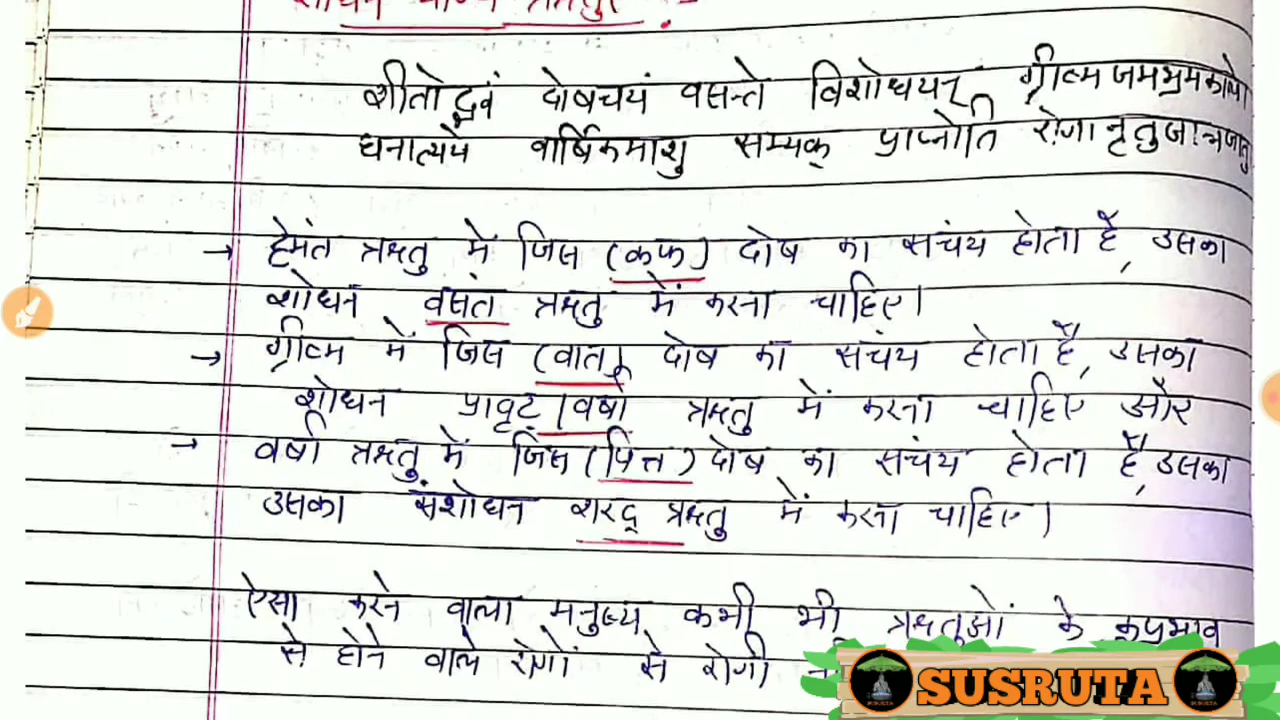 शोधन योग्य ऋतुएं :-
शीतोद्भवं दोषचयं वसन्ते विशोधयन् ग्रीष्मजमभ्रकाले
घनात्यये वार्षिकमाशु सम्यक् प्राप्नोति रोगानृतुजान्नजातु
→ हेमंत ऋतु में जिस (कफ) दोष का संचय होता है, उसका
शोधन वसंत ऋतु में करना चाहिए।
→ ग्रीष्म में जिस (वात) दोष का संचय होता है, उसका
शोधन प्रावृट् / वर्षा ऋतु में करना चाहिए और
→ वर्षा ऋतु में जिस (पित्त) दोष का संचय होता है, उसका
उसका संशोधन शरद् ऋतु में करना चाहिए।
ऐसा करने वाला मनुष्य कभी भी ऋतुओं के कुप्रभाव
से होने वाले रोगों से रोगी
SUSRUTA